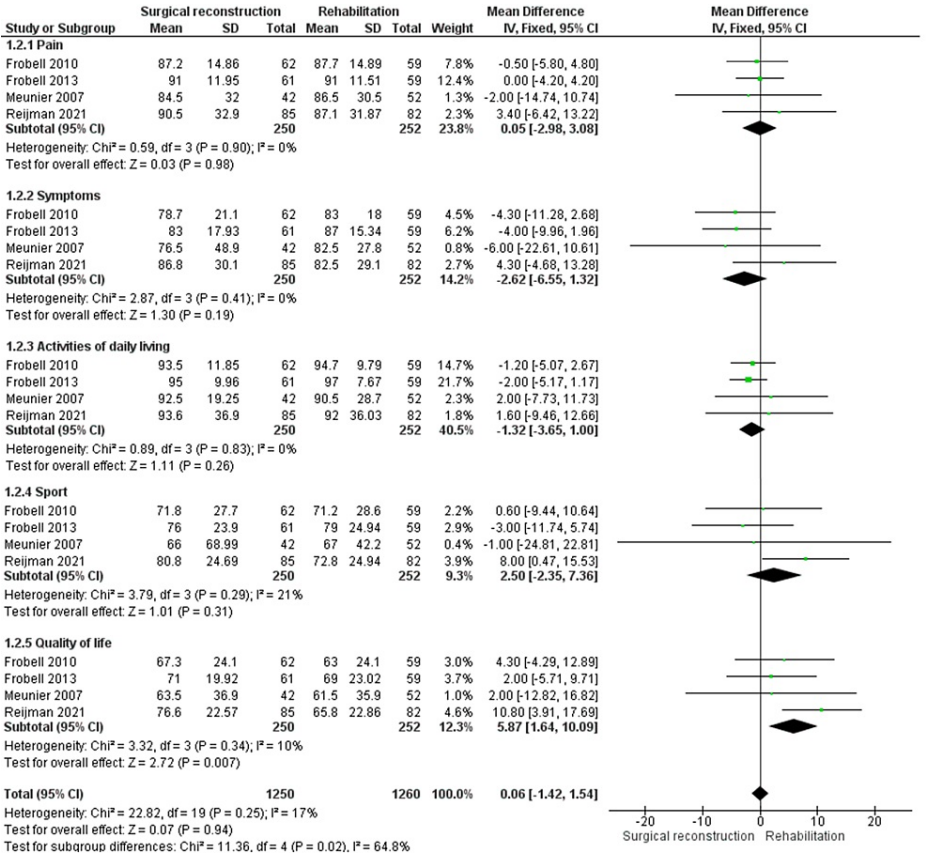 Surgical reconstruction Rehabilitation Mean Difference Mean Difference
Study or Subgroup Mean SD Total Mean SD Total Weight IV, Fixed, 95% CI IV, Fixed, 95% CI
1.2.1 Pain
Frobell 2010 87.2 14.86 62 87.7 14.89 59 7.8% -0.50 [-5.80, 4.80]
Frobell 2013 91 11.95 61 91 11.51 59 12.4% 0.00 [-4.20, 4.20]
Meunier 2007 84.5 32 42 86.5 30.5 52 1.3% -2.00 [-14.74, 10.74]
Reijman 2021 90.5 32.9 85 87.1 31.87 82 2.3% 3.40 [-6.42, 13.22]
Subtotal (95% CI) 250 252 23.8% 0.05 [-2.98, 3.08]
Heterogeneity: Chi² = 0.59, df = 3 (P = 0.90); I² = 0%
Test for overall effect: Z = 0.03 (P = 0.98)
1.2.2 Symptoms
Frobell 2010 78.7 21.1 62 83 18 59 4.5% -4.30 [-11.28, 2.68]
Frobell 2013 83 17.93 61 87 15.34 59 6.2% -4.00 [-9.96, 1.96]
Meunier 2007 76.5 48.9 42 82.5 27.8 52 0.8% -6.00 [-22.61, 10.61]
Reijman 2021 86.8 30.1 85 82.5 29.1 82 2.7% 4.30 [-4.68, 13.28]
Subtotal (95% CI) 250 252 14.2% -2.62 [-6.55, 1.32]
Heterogeneity: Chi² = 2.87, df = 3 (P = 0.41); I² = 0%
Test for overall effect: Z = 1.30 (P = 0.19)
1.2.3 Activities of daily living
Frobell 2010 93.5 11.85 62 94.7 9.79 59 14.7% -1.20 [-5.07, 2.67]
Frobell 2013 95 9.96 61 97 7.67 59 21.7% -2.00 [-5.17, 1.17]
Meunier 2007 92.5 19.25 42 90.5 28.7 52 2.3% 2.00 [-7.73, 11.73]
Reijman 2021 93.6 36.9 85 92 36.03 82 1.8% 1.60 [-9.46, 12.66]
Subtotal (95% CI) 250 252 40.5% -1.32 [-3.65, 1.00]
Heterogeneity: Chi² = 0.89, df = 3 (P = 0.83); I² = 0%
Test for overall effect: Z = 1.11 (P = 0.26)
1.2.4 Sport
Frobell 2010 71.8 27.7 62 71.2 28.6 59 2.2% 0.60 [-9.44, 10.64]
Frobell 2013 76 23.9 61 79 24.94 59 2.9% -3.00 [-11.74, 5.74]
Meunier 2007 66 68.99 42 67 42.2 52 0.4% -1.00 [-24.81, 22.81]
Reijman 2021 80.8 24.69 85 72.8 24.94 82 3.9% 8.00 [0.47, 15.53]
Subtotal (95% CI) 250 252 9.3% 2.50 [-2.35, 7.36]
Heterogeneity: Chi² = 3.79, df = 3 (P = 0.29); I² = 21%
Test for overall effect: Z = 1.01 (P = 0.31)
1.2.5 Quality of life
Frobell 2010 67.3 24.1 62 63 24.1 59 3.0% 4.30 [-4.29, 12.89]
Frobell 2013 71 19.92 61 69 23.02 59 3.7% 2.00 [-5.71, 9.71]
Meunier 2007 63.5 36.9 42 61.5 35.9 52 1.0% 2.00 [-12.82, 16.82]
Reijman 2021 76.6 22.57 85 65.8 22.86 82 4.6% 10.80 [3.91, 17.69]
Subtotal (95% CI) 250 252 12.3% 5.87 [1.64, 10.09]
Heterogeneity: Chi² = 3.32, df = 3 (P = 0.34); I² = 10%
Test for overall effect: Z = 2.72 (P = 0.007)
Total (95% CI) 1250 1260 100.0% 0.06 [-1.42, 1.54]
Heterogeneity: Chi² = 22.82, df = 19 (P = 0.25); I² = 17%
Test for overall effect: Z = 0.07 (P = 0.94)
Test for subgroup differences: Chi² = 11.36, df = 4 (P = 0.02), I² = 64.8%
-20 -10 0 10 20
Surgical reconstruction Rehabilitation